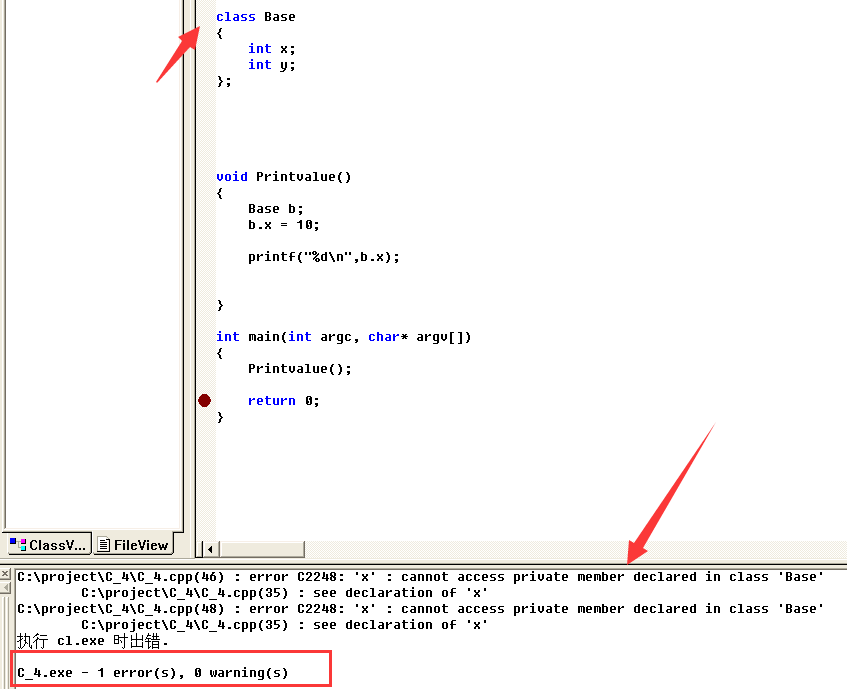 class Base
{
int x;
int y;
};
void Printvalue()
{
Base b;
b.x = 10;
printf("%d\n",b.x);
}
int main(int argc, char* argv[])
{
Printvalue();
return 0;
}
ClassV... FileView
C:\project\C_4\C_4.cpp(46) : error C2248: 'x' : cannot access private member declared in class 'Base'
C:\project\C_4\C_4.cpp(35) : see declaration of 'x'
C:\project\C_4\C_4.cpp(48) : error C2248: 'x' : cannot access private member declared in class 'Base'
C:\project\C_4\C_4.cpp(35) : see declaration of 'x'
执行 cl.exe 时出错.
C_4.exe - 1 error(s), 0 warning(s)